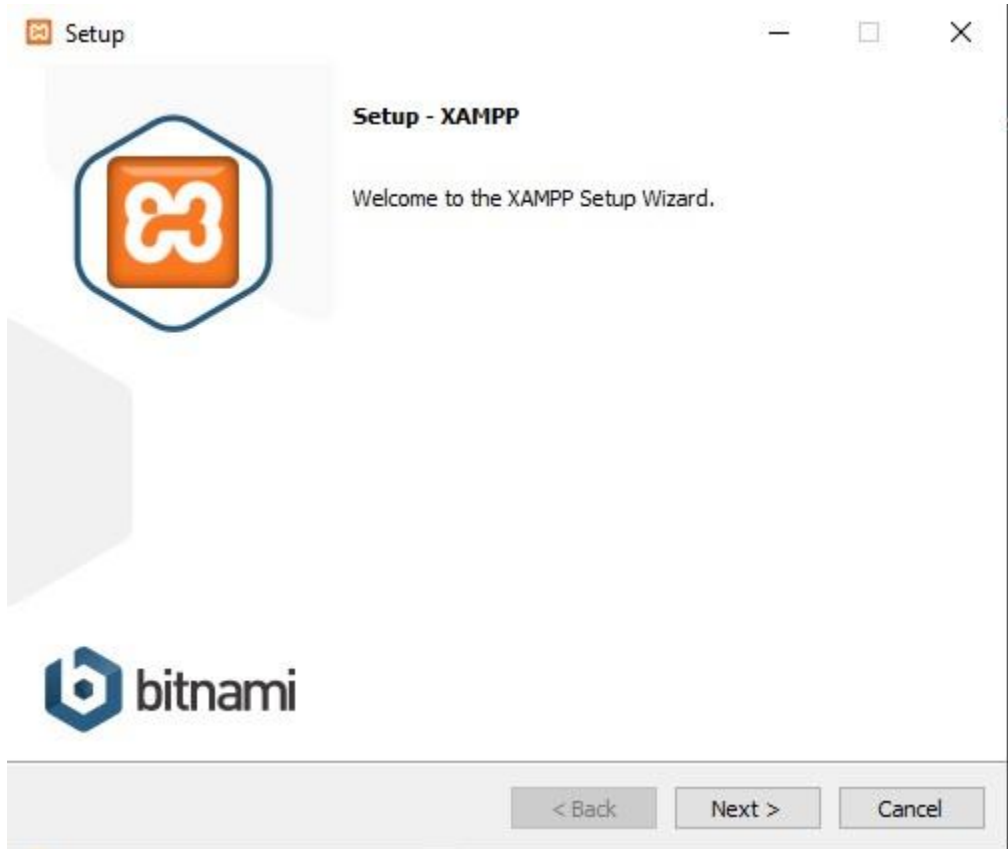 Setup
Setup - XAMPP
Welcome to the XAMPP Setup Wizard.
bitnami
< Back Next > Cancel